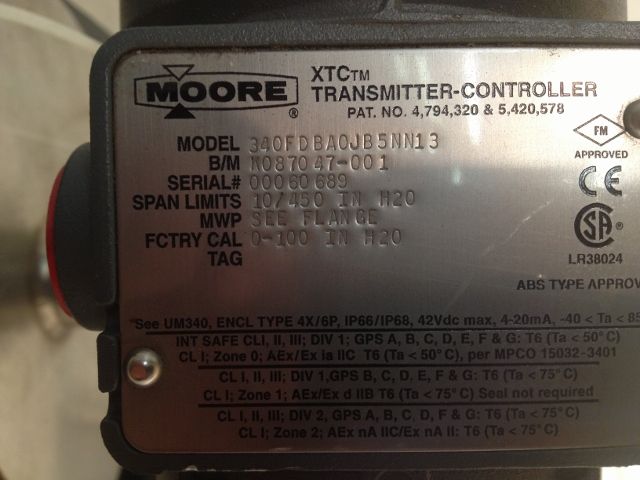 MOORE ®
XTC™
TRANSMITTER-CONTROLLER
PAT. NO. 4,794,320 & 5,420,578
MODEL 340FDBA0JB5NN13
B/M M087047-001
SERIAL# 00060689
SPAN LIMITS 10/450 IN H2O
MWP SEE FLANGE
FCTRY CAL 0-100 IN H2O
TAG
FM
APPROVED
CE
SA ®
LR38024
ABS TYPE APPROV
*See UM340, ENCL TYPE 4X/6P, IP66/IP68, 42Vdc max, 4-20mA, -40 < Ta < 85
INT SAFE CLI, II, III; DIV 1; GPS A, B, C, D, E, F & G: T6 (Ta < 50°C)
CL I; Zone 0; AEx/Ex ia IIC T6 (Ta < 50°C), per MPCO 15032-3401
CL I, II, III; DIV 1,GPS B, C, D, E, F & G: T6 (Ta < 75°C)
CL I; Zone 1; AEx/Ex d IIB T6 (Ta < 75°C) Seal not required
CL I, II, III; DIV 2, GPS A, B, C, D, F & G: T6 (Ta < 75°C)
CL I; Zone 2; AEx nA IIC/Ex nA II: T6 (Ta < 75°C)